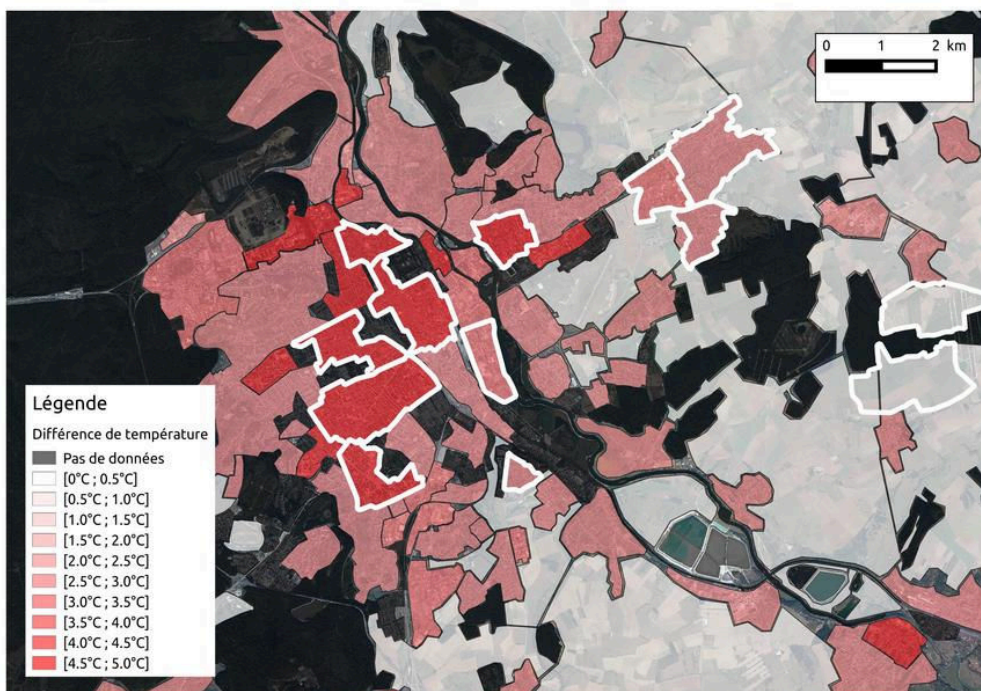 0 1 2 km
Légende
Différence de température
Pas de données
[0°C ; 0.5°C]
[0.5°C ; 1.0°C]
[1.0°C ; 1.5°C]
[1.5°C ; 2.0°C]
[2.0°C ; 2.5°C]
[2.5°C ; 3.0°C]
[3.0°C ; 3.5°C]
[3.5°C ; 4.0°C]
[4.0°C ; 4.5°C]
[4.5°C ; 5.0°C]